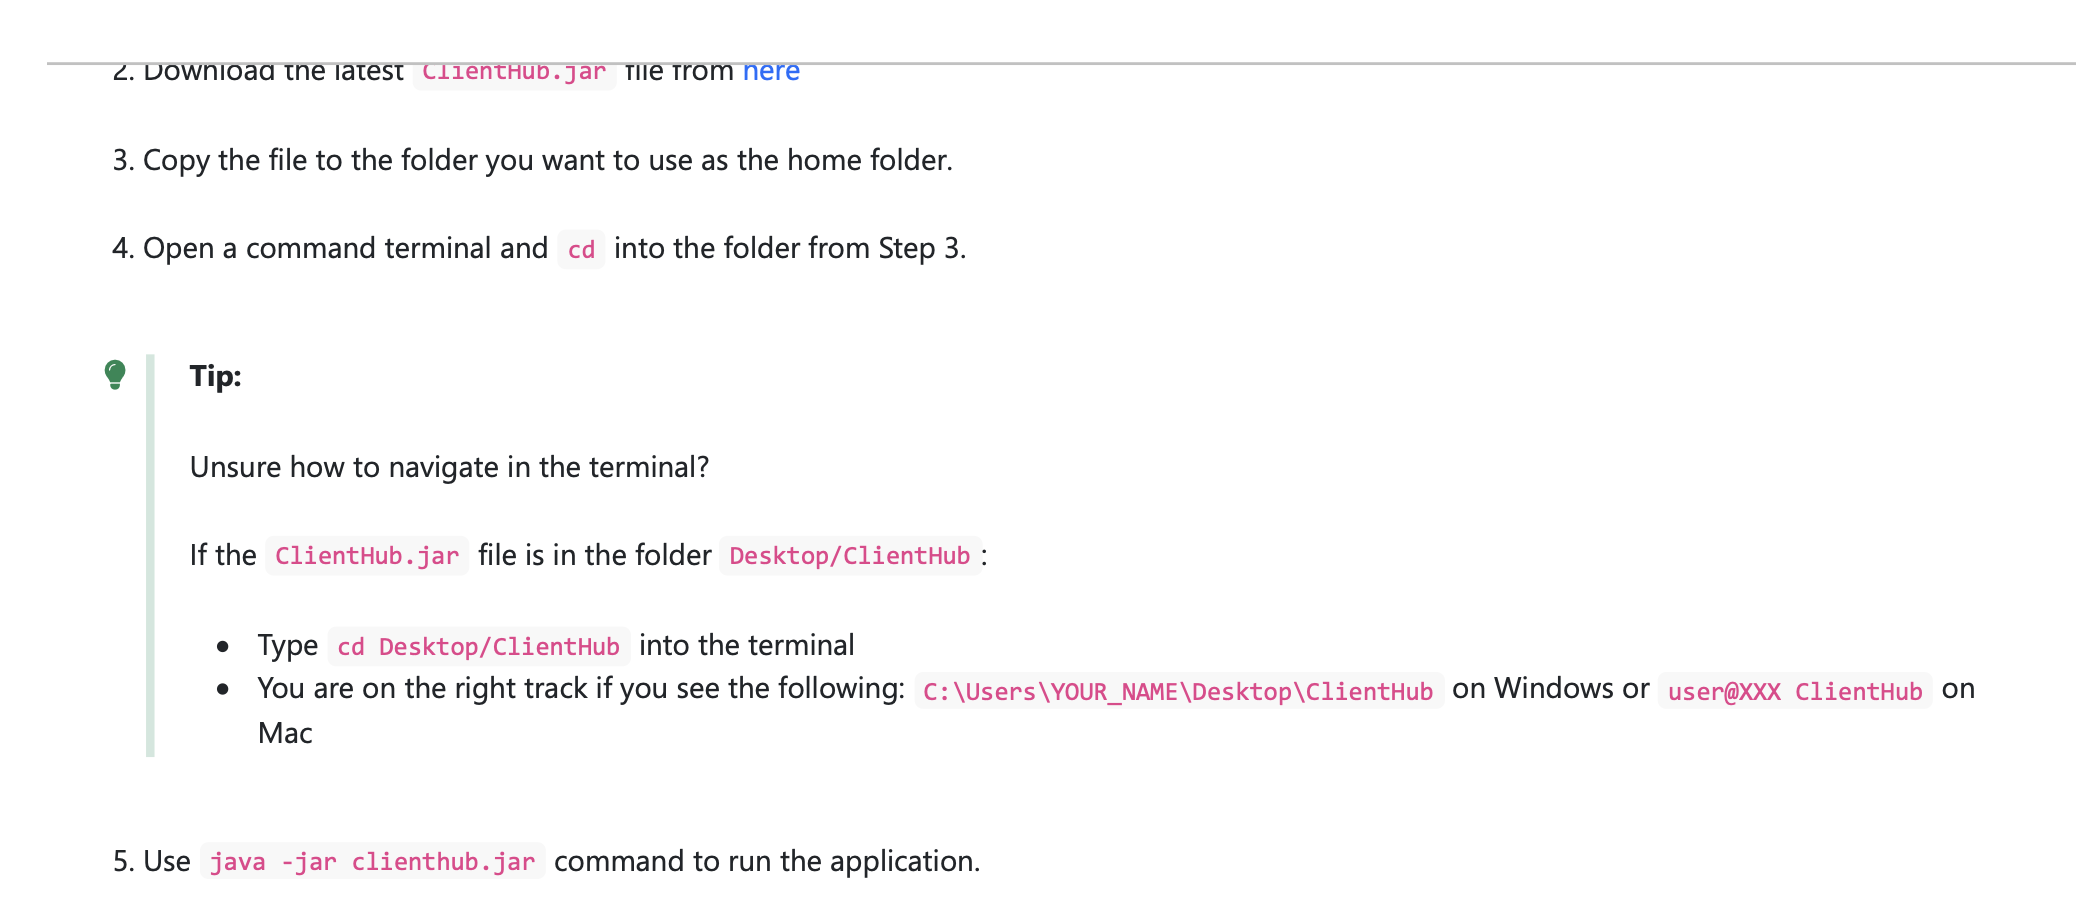 2. Download the latest ClientHub.jar file from here
3. Copy the file to the folder you want to use as the home folder.
4. Open a command terminal and cd into the folder from Step 3.
Tip:
Unsure how to navigate in the terminal?
If the ClientHub.jar file is in the folder Desktop/ClientHub:
• Type cd Desktop/ClientHub into the terminal
• You are on the right track if you see the following: C:\Users\YOUR_NAME\Desktop\ClientHub on Windows or user@XXX ClientHub on
Mac
5. Use java -jar clienthub.jar command to run the application.